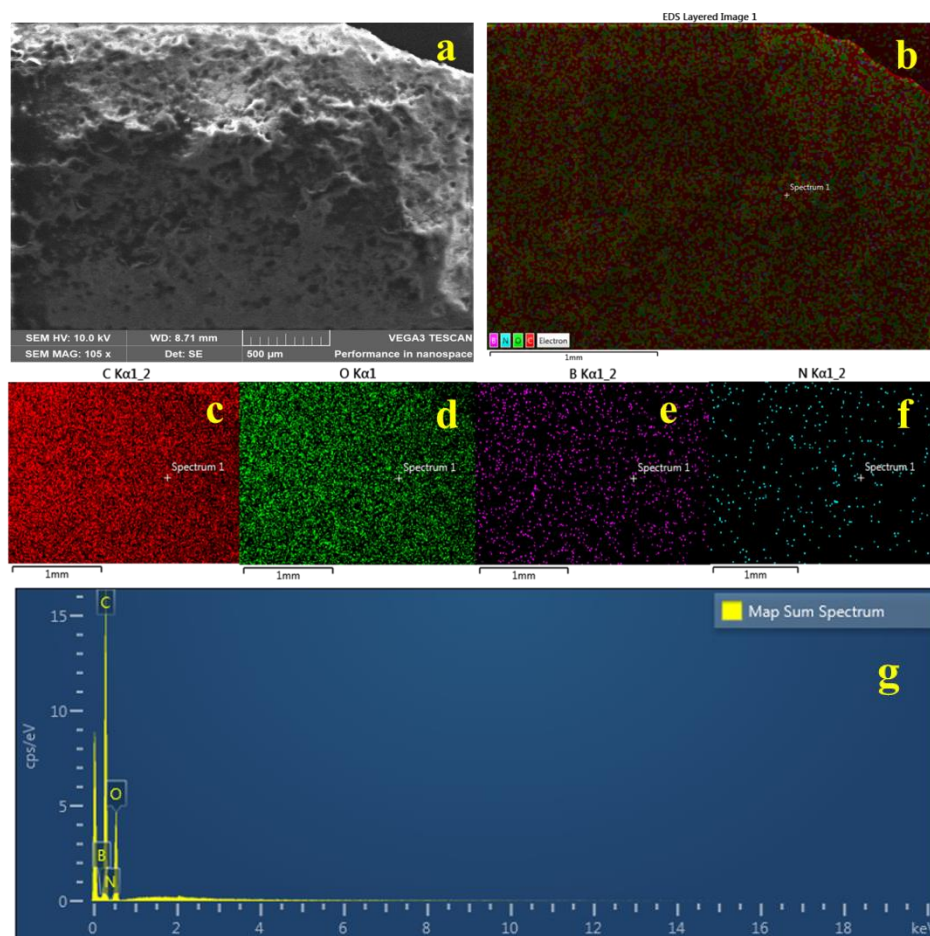 a
SEM HV: 10.0 kV WD: 8.71 mm VEGA3 TESCAN
SEM MAG: 105 x Det: SE 500 µm Performance in nanospace
EDS Layered Image 1
b
Spectrum 1
B N O C Electron
1mm
C Kα1_2
c
Spectrum 1
1mm
O Kα1
d
Spectrum 1
1mm
B Kα1_2
e
Spectrum 1
1mm
N Kα1_2
f
Spectrum 1
1mm
Map Sum Spectrum
g
cps/eV
15
10
5
0
C
O
B
N
0 2 4 6 8 10 12 14 16 18 ke